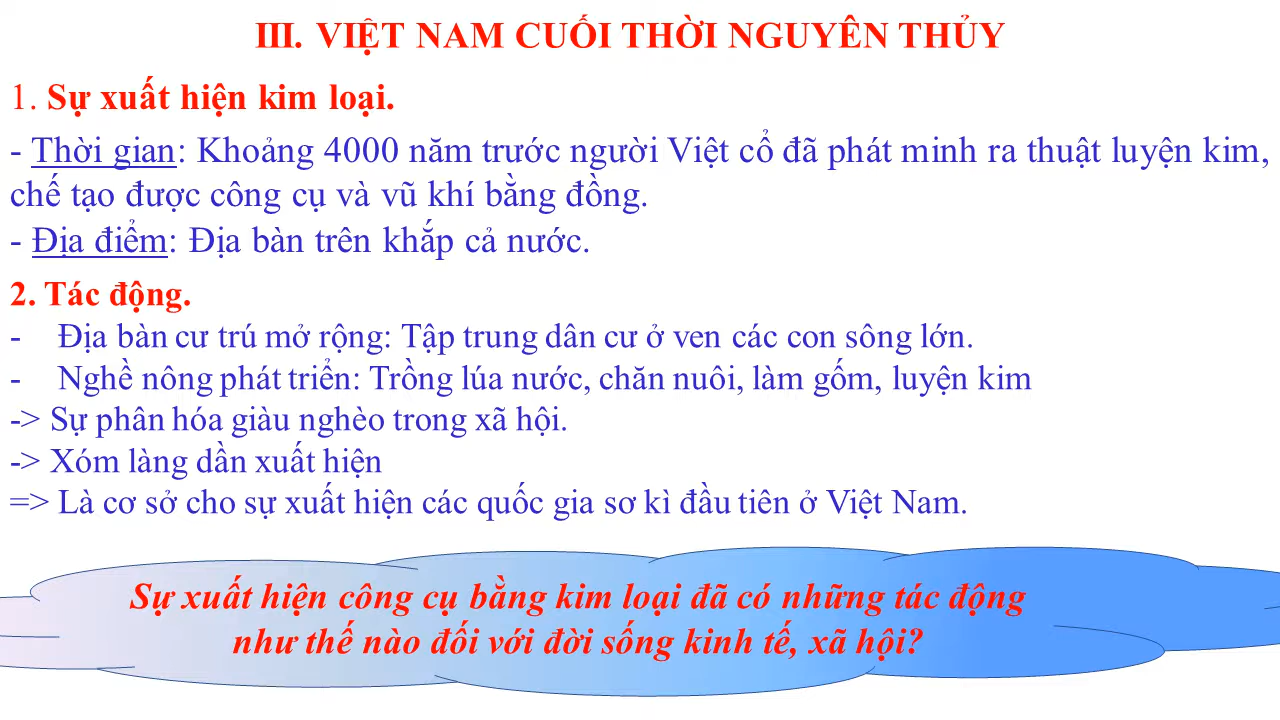 III. VIỆT NAM CUỐI THỜI NGUYÊN THỦY
1. Sự xuất hiện kim loại.
- Thời gian: Khoảng 4000 năm trước người Việt cổ đã phát minh ra thuật luyện kim,
chế tạo được công cụ và vũ khí bằng đồng.
- Địa điểm: Địa bàn trên khắp cả nước.
2. Tác động.
- Địa bàn cư trú mở rộng: Tập trung dân cư ở ven các con sông lớn.
- Nghề nông phát triển: Trồng lúa nước, chăn nuôi, làm gốm, luyện kim
-> Sự phân hóa giàu nghèo trong xã hội.
-> Xóm làng dần xuất hiện
=> Là cơ sở cho sự xuất hiện các quốc gia sơ kì đầu tiên ở Việt Nam.
Sự xuất hiện công cụ bằng kim loại đã có những tác động
như thế nào đối với đời sống kinh tế, xã hội?